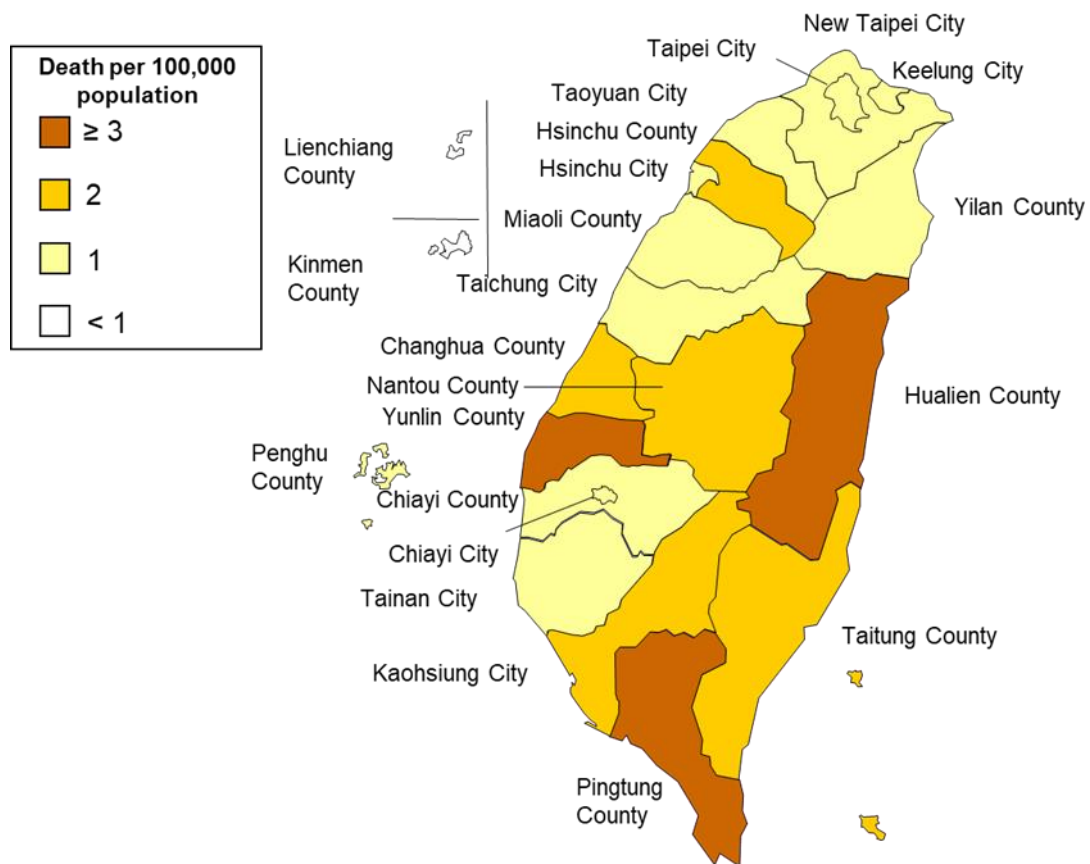 Death per 100,000
population
≥ 3
2
1
< 1
New Taipei City
Taipei City
Keelung City
Taoyuan City
Hsinchu County
Lienchiang
County
Hsinchu City
Yilan County
Miaoli County
Kinmen
County
Taichung City
Changhua County
Nantou County
Hualien County
Yunlin County
Penghu
County
Chiayi County
Chiayi City
Tainan City
Taitung County
Kaohsiung City
Pingtung
County